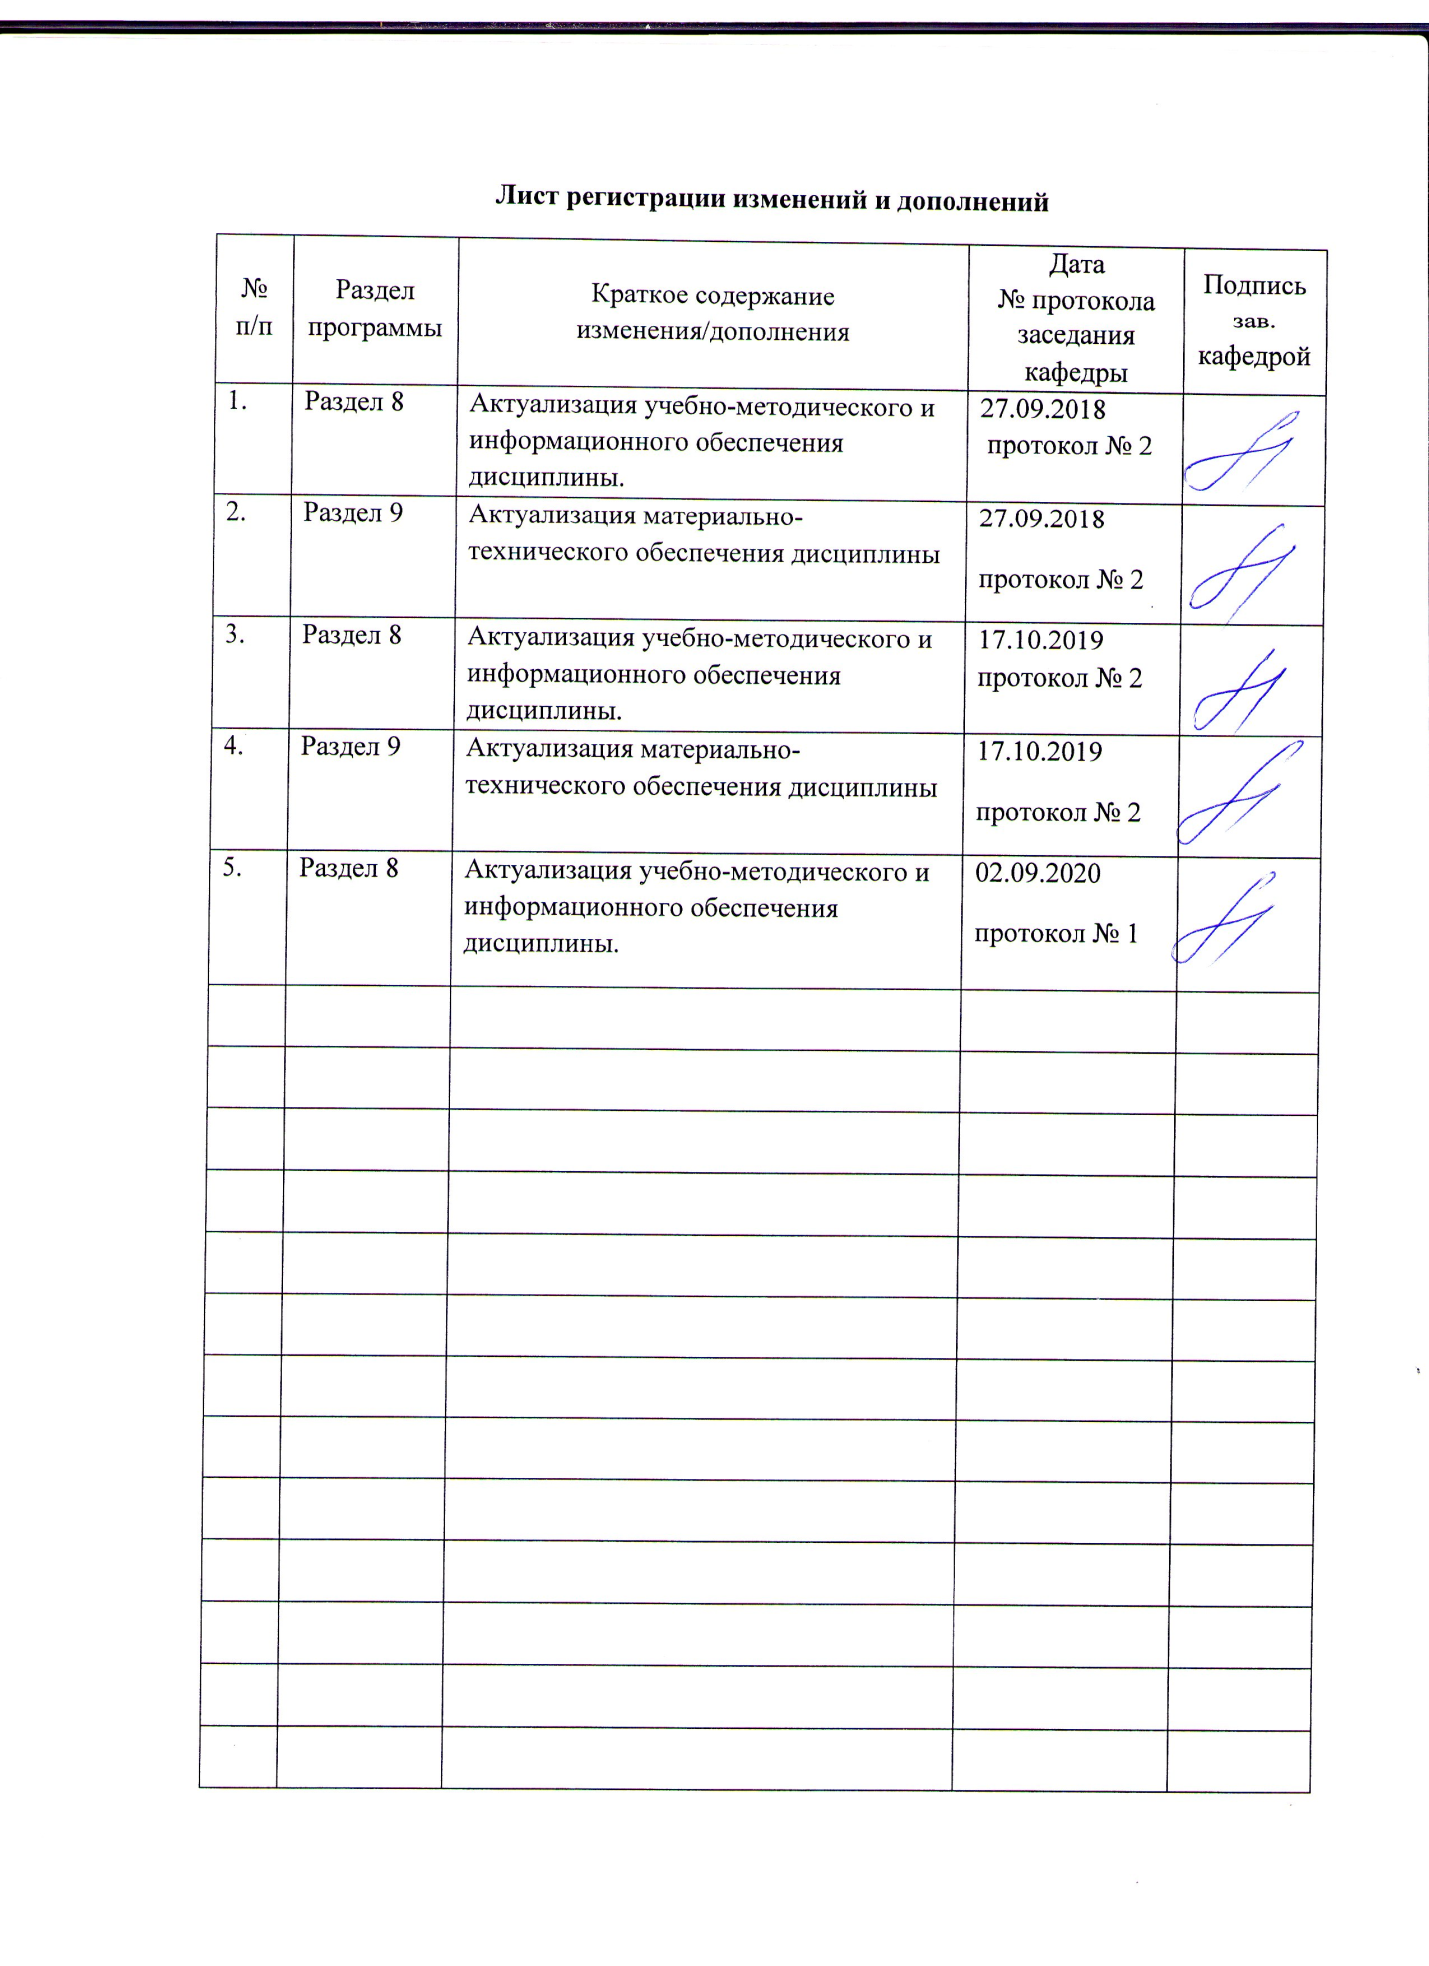 Лист регистрации изменений и дополнений
№
п/п
Раздел
программы
Краткое содержание
изменения/дополнения
Дата
№ протокола
заседания
кафедры
Подпись
зав.
кафедрой
1.
Раздел 8
Актуализация учебно-методического и
информационного обеспечения
дисциплины.
27.09.2018
протокол № 2
2.
Раздел 9
Актуализация материально-
технического обеспечения дисциплины
27.09.2018
протокол № 2
3.
Раздел 8
Актуализация учебно-методического и
информационного обеспечения
дисциплины.
17.10.2019
протокол № 2
4.
Раздел 9
Актуализация материально-
технического обеспечения дисциплины
17.10.2019
протокол № 2
5.
Раздел 8
Актуализация учебно-методического и
информационного обеспечения
дисциплины.
02.09.2020
протокол № 1